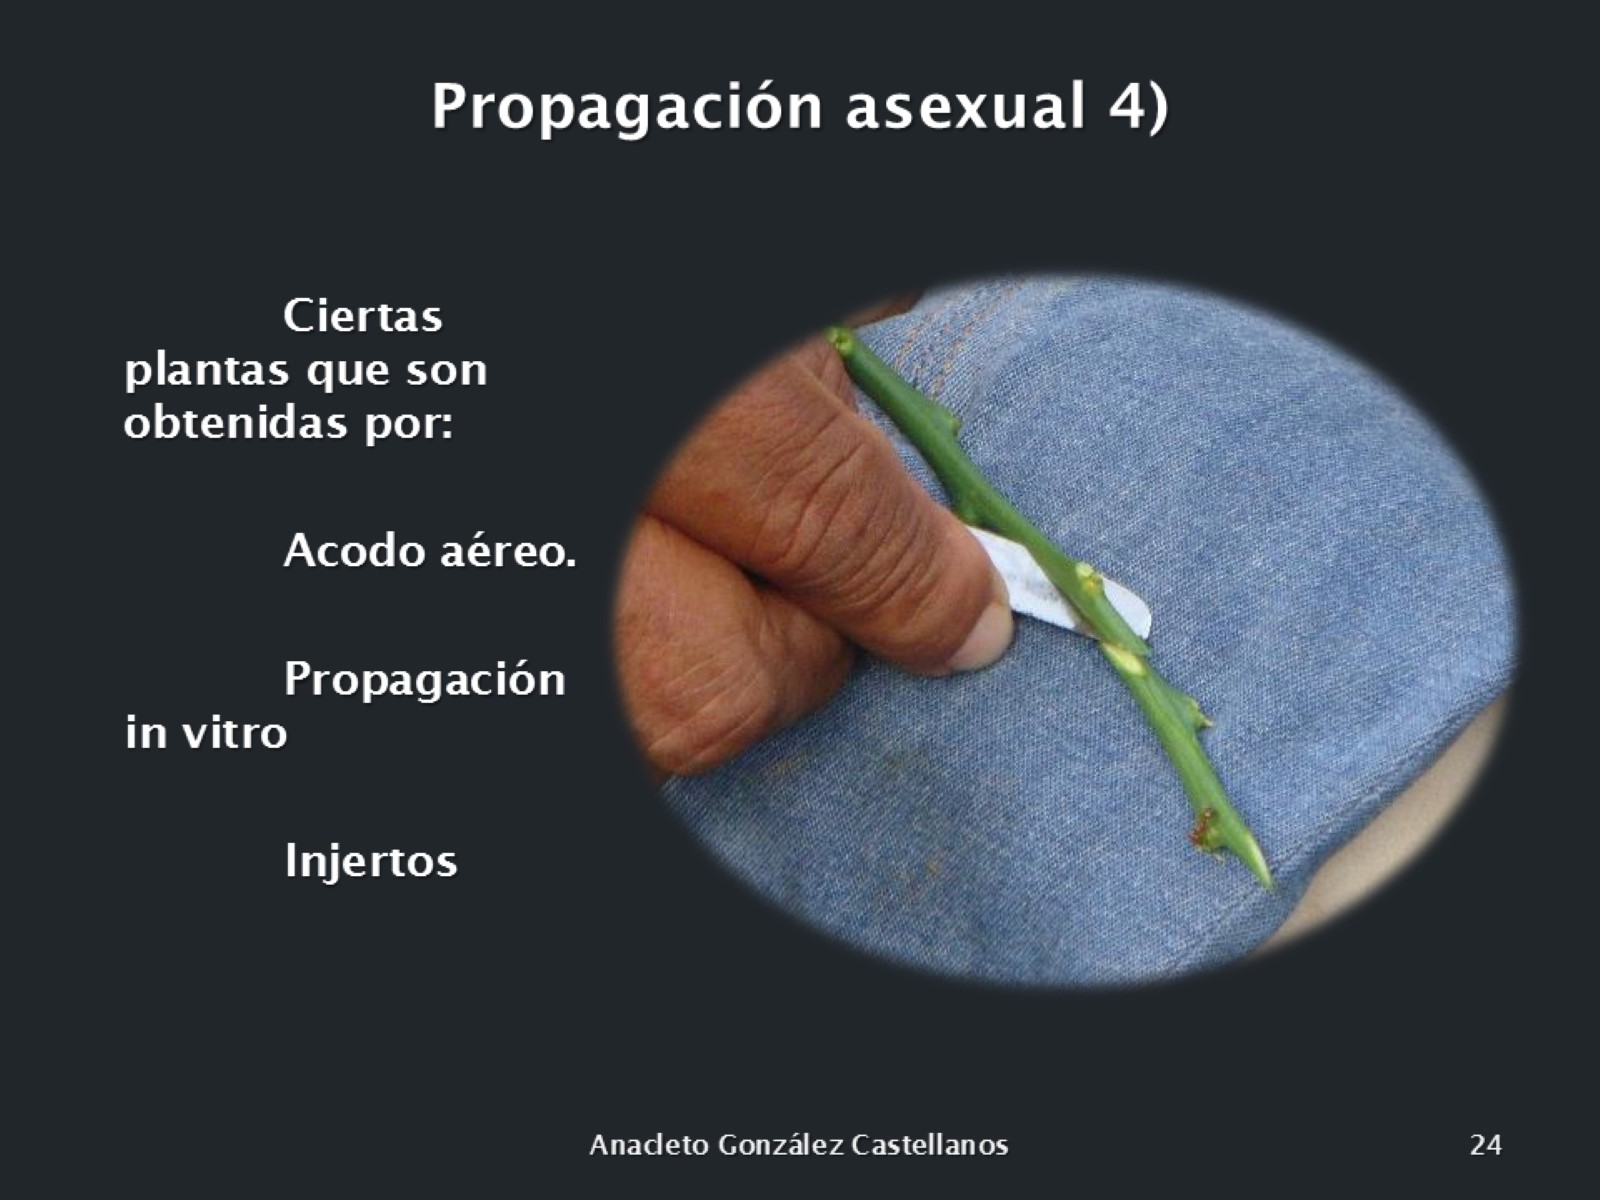 Propagación asexual 4)
Ciertas
plantas que son
obtenidas por:
Acodo aéreo.
Propagación
in vitro
Injertos
Anacleto González Castellanos
24